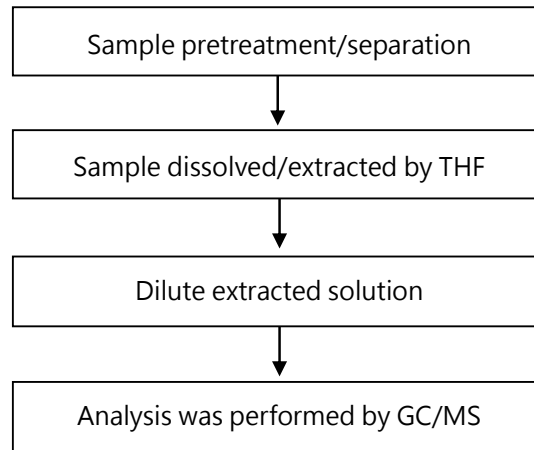 Sample pretreatment/separation
Sample dissolved/extracted by THF
Dilute extracted solution
Analysis was performed by GC/MS